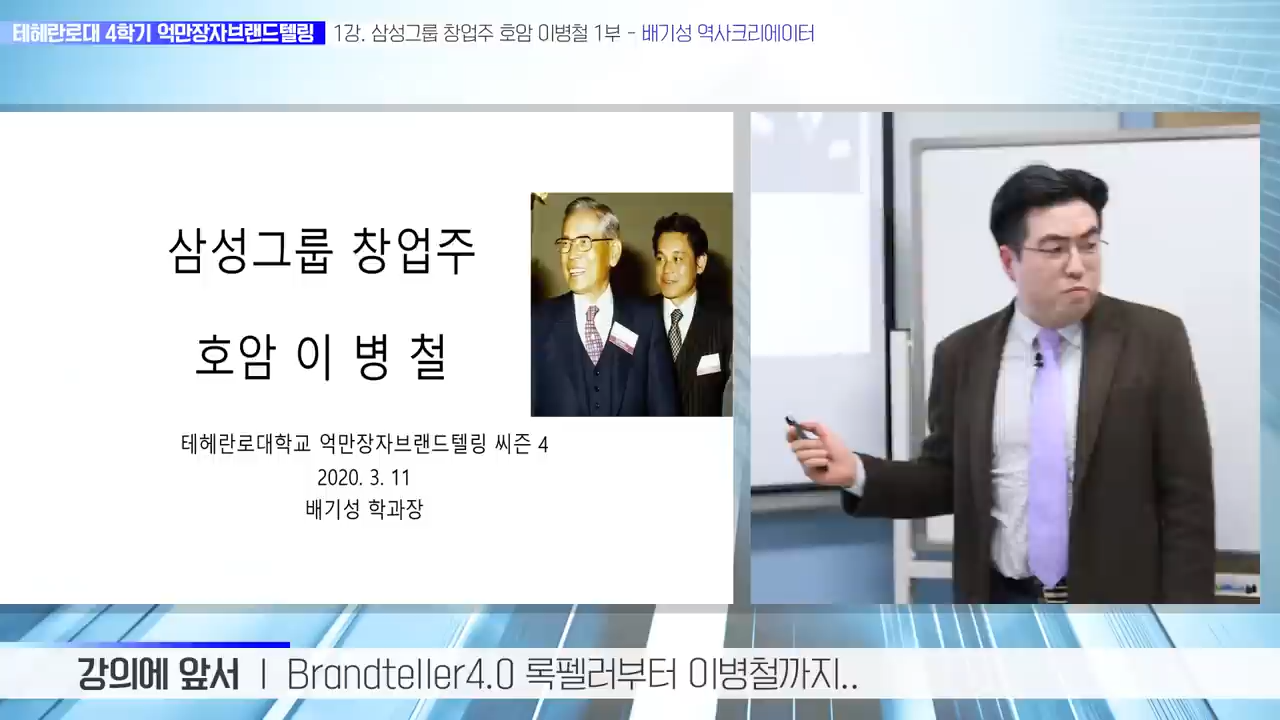 테헤란로대 4학기 억만장자브랜드텔링 1강. 삼성그룹 창업주 호암 이병철 1부 - 배기성 역사크리에이터
삼성그룹 창업주
호암 이 병 철
테헤란로대학교 억만장자브랜드텔링 씨즌 4
2020. 3. 11
배기성 학과장
강의에 앞서 | Brandteller4.0 록펠러부터 이병철까지..